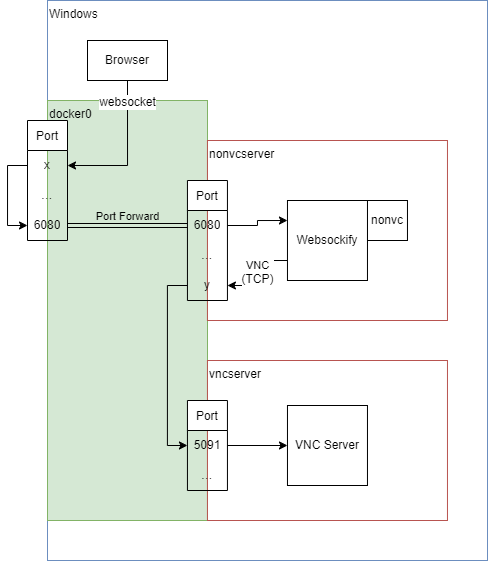 Windows
Browser
websocket
docker0
Port
x
...
6080
Port Forward
nonvcserver
Port
6080
...
y
Websockify
nonvc
VNC
(TCP)
vncserver
Port
5091
...
VNC Server